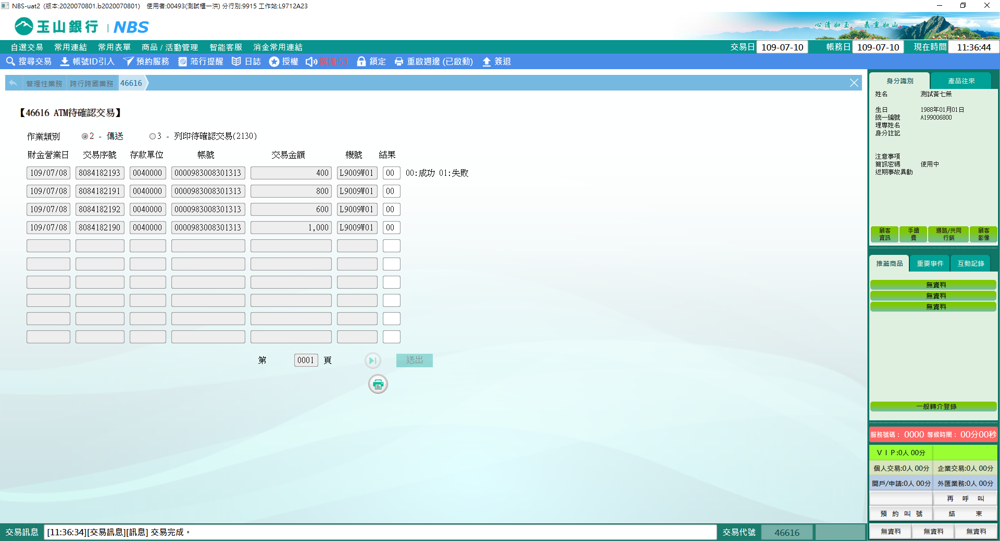 NBS-uat2 (版本:2020070801.b2020070801) 使用者:00493(測試櫃一洪) 分行別:9915 工作站:L9712A23
玉山銀行 | NBS
心清如玉。義重如山。
自選交易 常用連結 常用表單 商品 / 活動管理 智能客服 消金常用連結 交易日 109-07-10 帳務日 109-07-10 現在時間 11:36:44
搜尋交易 帳號ID引入 預約服務 蒞行提醒 日誌 授權 廣播:53 鎖定 重啟週邊 (已啟動) 簽退
管理性業務 跨行跨國業務 46616
【46616 ATM待確認交易】
作業類別 2 - 傳送 3 - 列印待確認交易(2130)
財金營業日 交易序號 存款單位 帳號 交易金額 機號 結果
109/07/08 8084182193 0040000 0000983008301313 400 L9009W01 00 00:成功 01:失敗
109/07/08 8084182191 0040000 0000983008301313 800 L9009W01 00
109/07/08 8084182192 0040000 0000983008301313 600 L9009W01 00
109/07/08 8084182190 0040000 0000983008301313 1,000 L9009W01 00
第 0001 頁 送出
身分識別 產品往來
姓名 測試黃七無
生日 1988年01月01日
統一編號 A199006800
理專姓名
身分註記
注意事項
簡訊密碼 使用中
近期事故異動
顧客資訊 手續費 通路/共同行銷 顧客影像
推薦商品 重要事件 互動記錄
無資料
無資料
無資料
一般轉介登錄
服務號碼： 0000 等候時間： 00分00秒
ＶＩＰ:0人 00分
個人交易:0人 00分 企業交易:0人 00分
開戶/申請:0人 00分 外匯業務:0人 00分
再 呼 叫
預 約 叫 號 結 束
無資料 無資料 無資料
交易訊息 [11:36:34][交易訊息][訊息] 交易完成。 交易代號 46616